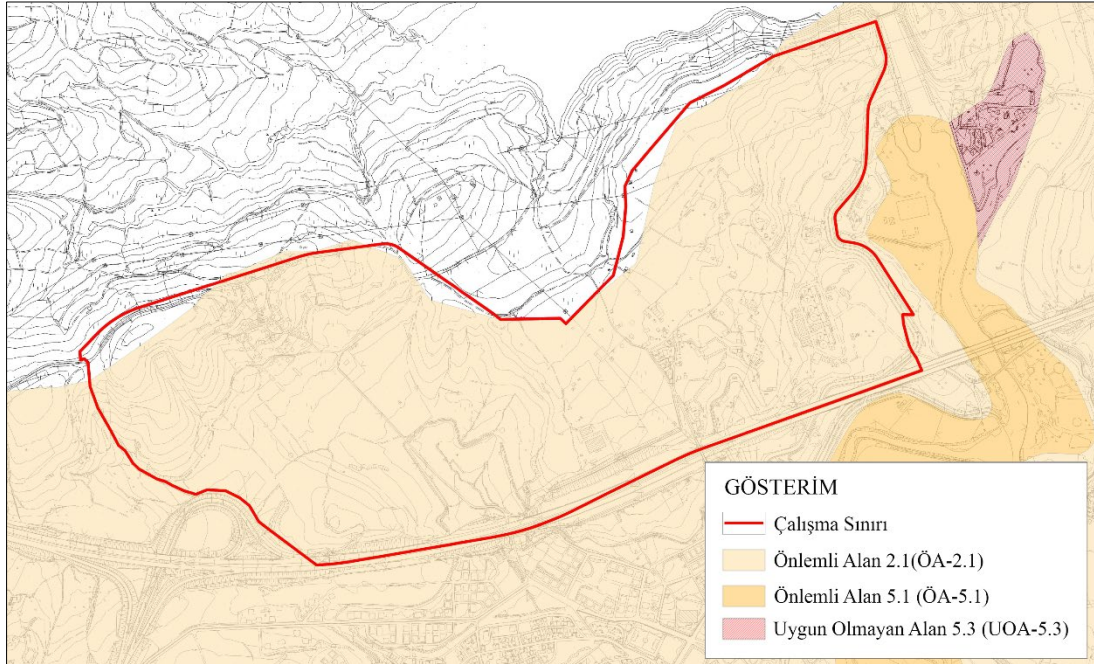 GÖSTERİM
Çalışma Sınırı
Önlemli Alan 2.1(ÖA-2.1)
Önlemli Alan 5.1 (ÖA-5.1)
Uygun Olmayan Alan 5.3 (UOA-5.3)